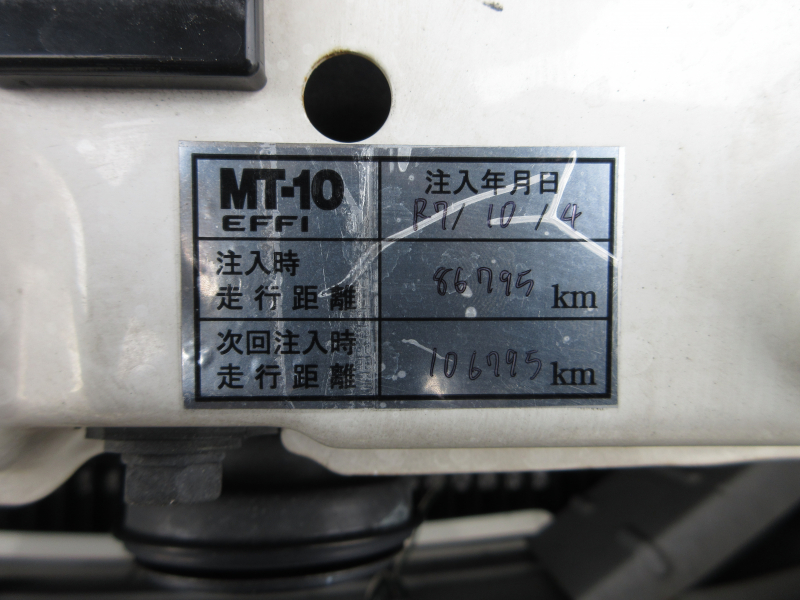 MT-10
EFFI
注入年月日
R7/10/4
注入時
走行距離
86795 km
次回注入時
走行距離
106795 km